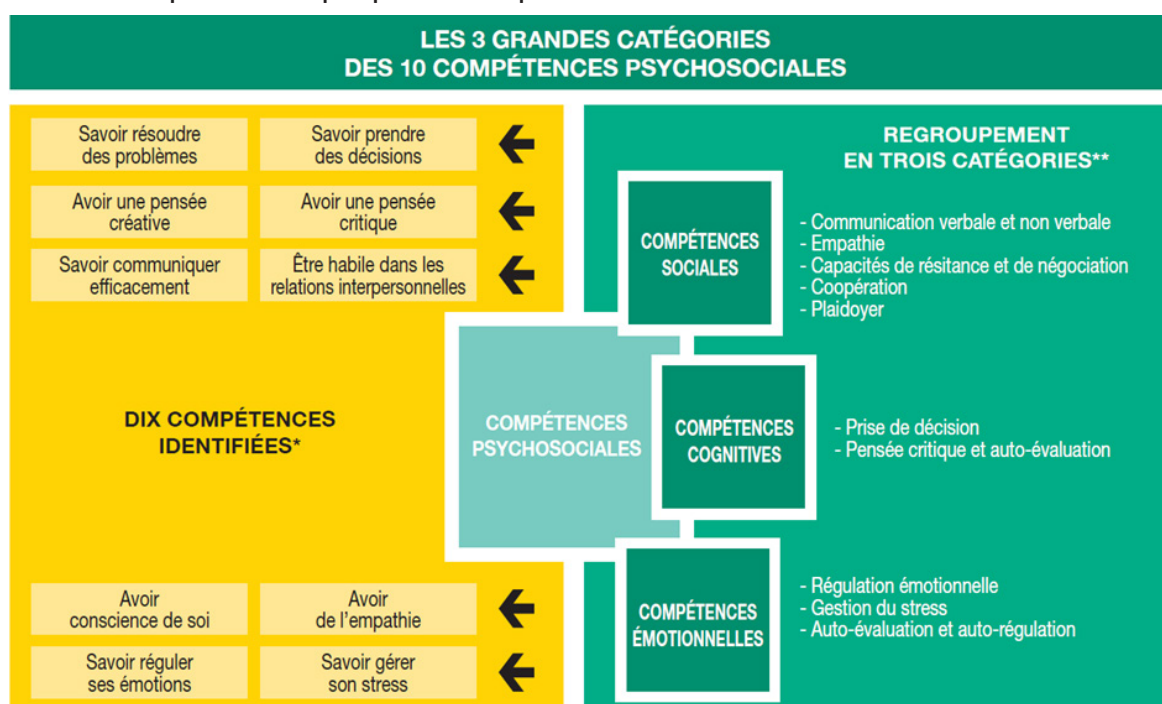 LES 3 GRANDES CATÉGORIES
DES 10 COMPÉTENCES PSYCHOSOCIALES
Savoir résoudre
des problèmes
Savoir prendre
des décisions
Avoir une pensée
créative
Avoir une pensée
critique
Savoir communiquer
efficacement
Être habile dans les
relations interpersonnelles
DIX COMPÉTENCES
IDENTIFIÉES*
Avoir
conscience de soi
Avoir
de l'empathie
Savoir réguler
ses émotions
Savoir gérer
son stress
COMPÉTENCES
PSYCHOSOCIALES
REGROUPEMENT
EN TROIS CATÉGORIES**
COMPÉTENCES
SOCIALES
- Communication verbale et non verbale
- Empathie
- Capacités de résitance et de négociation
- Coopération
- Plaidoyer
COMPÉTENCES
COGNITIVES
- Prise de décision
- Pensée critique et auto-évaluation
COMPÉTENCES
ÉMOTIONNELLES
- Régulation émotionnelle
- Gestion du stress
- Auto-évaluation et auto-régulation